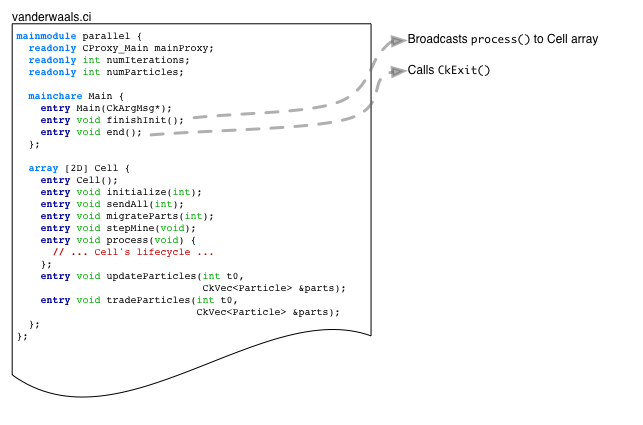 vanderwaals.ci
mainmodule parallel {
  readonly CProxy_Main mainProxy;
  readonly int numIterations;
  readonly int numParticles;

  mainchare Main {
    entry Main(CkArgMsg*);
    entry void finishInit();
    entry void end();
  };

  array [2D] Cell {
    entry Cell();
    entry void initialize(int);
    entry void sendAll(int);
    entry void migrateParts(int);
    entry void stepMine(void);
    entry void process(void) {
      // ... Cell's lifecycle ...
    };
    entry void updateParticles(int t0,
                               CkVec<Particle> &parts);
    entry void tradeParticles(int t0,
                              CkVec<Particle> &parts);
  };
};
Broadcasts process() to Cell array
Calls CkExit()